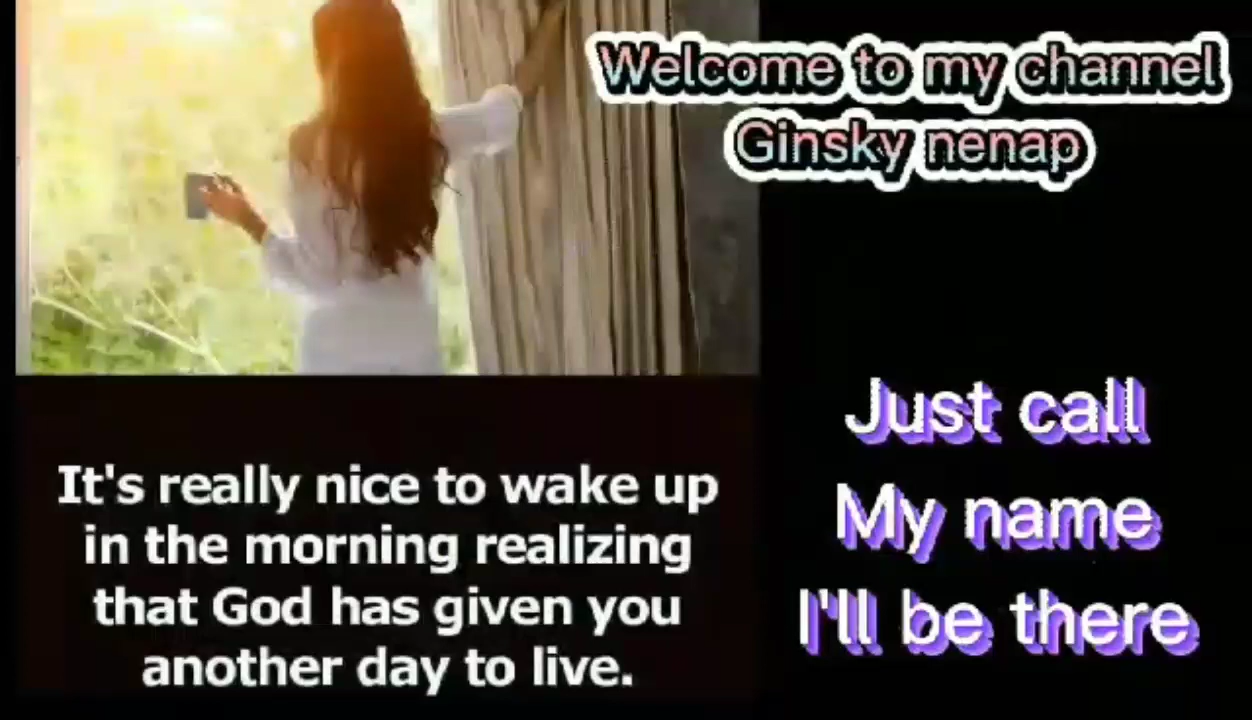 Welcome to my channel
Ginsky nenap
Just call
My name
I'll be there
It's really nice to wake up
in the morning realizing
that God has given you
another day to live.